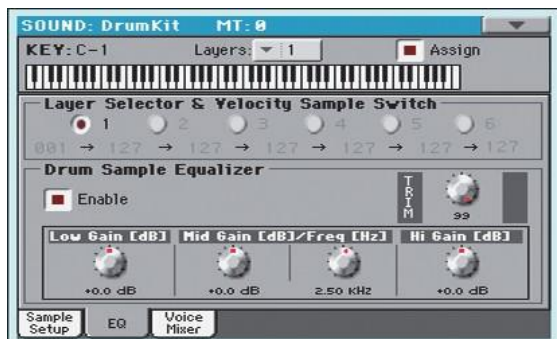 SOUND: DrumKit MT: 0
KEY: C-1 Layers: 1 Assign
Layer Selector & Velocity Sample Switch
1 2 3 4 5 6
001 → 127 → 127 → 127 → 127 → 127 → 127
Drum Sample Equalizer
Enable
TRIM
99
Low Gain [dB] Mid Gain [dB]/Freq [Hz] Hi Gain [dB]
+0.0 dB +0.0 dB 2.50 KHz +0.0 dB
Sample Setup EQ Voice Mixer